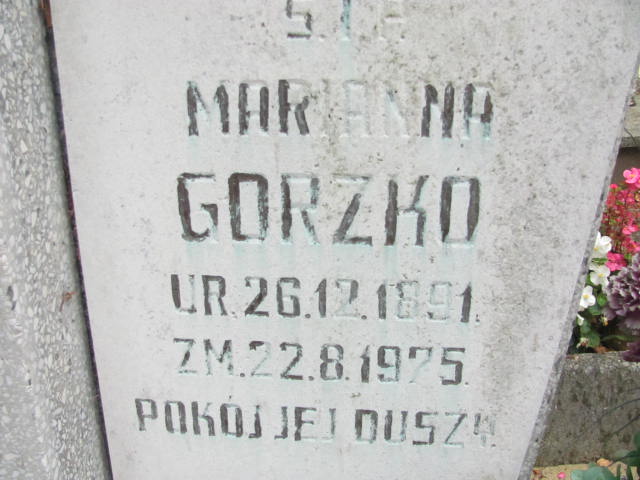 Ś.P.
MARIANNA
GORZKO
UR.26.12.1891.
ZM.22.8.1975.
POKÓJ JEJ DUSZY